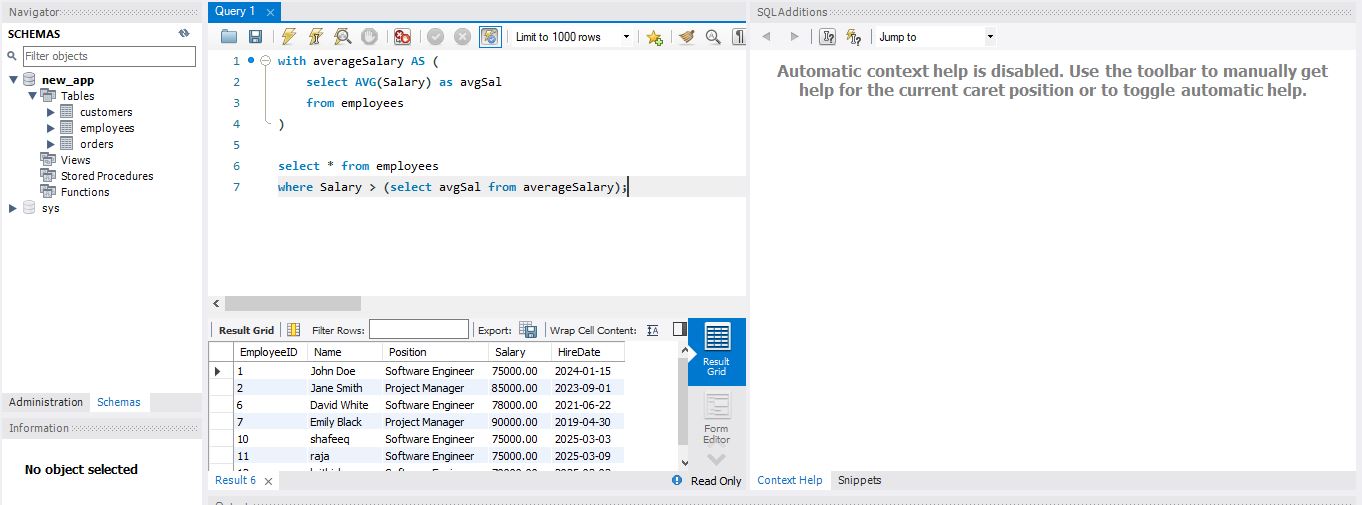 Navigator
SCHEMAS
Filter objects
new_app
Tables
customers
employees
orders
Views
Stored Procedures
Functions
sys
Administration Schemas
Information
No object selected
Query 1
Limit to 1000 rows
1 with averageSalary AS (
2 select AVG(Salary) as avgSal
3 from employees
4 )
5
6 select * from employees
7 where Salary > (select avgSal from averageSalary);
Result Grid Filter Rows: Export: Wrap Cell Content:
EmployeeID Name Position Salary HireDate
1 John Doe Software Engineer 75000.00 2024-01-15
2 Jane Smith Project Manager 85000.00 2023-09-01
6 David White Software Engineer 78000.00 2021-06-22
7 Emily Black Project Manager 90000.00 2019-04-30
10 shafeeq Software Engineer 75000.00 2025-03-03
11 raja Software Engineer 75000.00 2025-03-09
Result
Grid
Form
Editor
Result 6 Read Only
SQLAdditions
Jump to
Automatic context help is disabled. Use the toolbar to manually get
help for the current caret position or to toggle automatic help.
Context Help Snippets